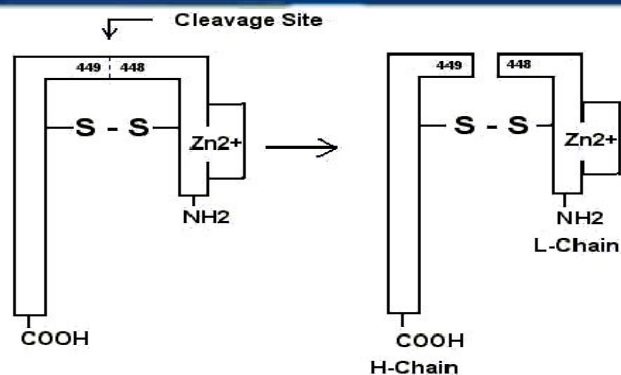 Cleavage Site
449 448
S - S
Zn2+
NH2
COOH
449 448
S - S
Zn2+
NH2
L-Chain
COOH
H-Chain